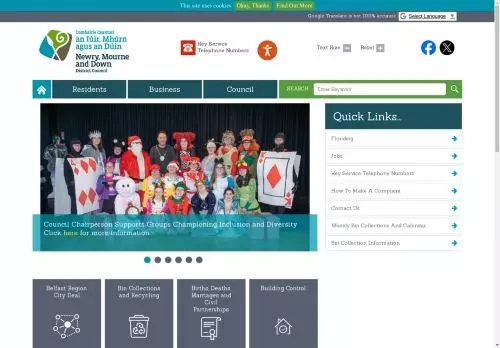 This site uses cookies Okay, Thanks Find Out More
Google Translate is not 100% accurate Select Language
Comhairle Ceantair
an Iúir, Mhúrn
agus an Dúin
Newry, Mourne
and Down
District Council
Key Service
Telephone Numbers
Text Size
Reset
Residents
Business
Council
SEARCH Enter Keyword
Council Chairperson Supports Groups Championing Inclusion and Diversity
Click here for more information.
Quick Links...
Flooding
Jobs
Key Service Telephone Numbers
How To Make A Complaint
Contact Us
Weekly Bin Collections And Calendar
Bin Collection Information
Belfast Region
City Deal
Bin Collections
and Recycling
Births, Deaths,
Marriages and
Civil
Partnerships
Building Control